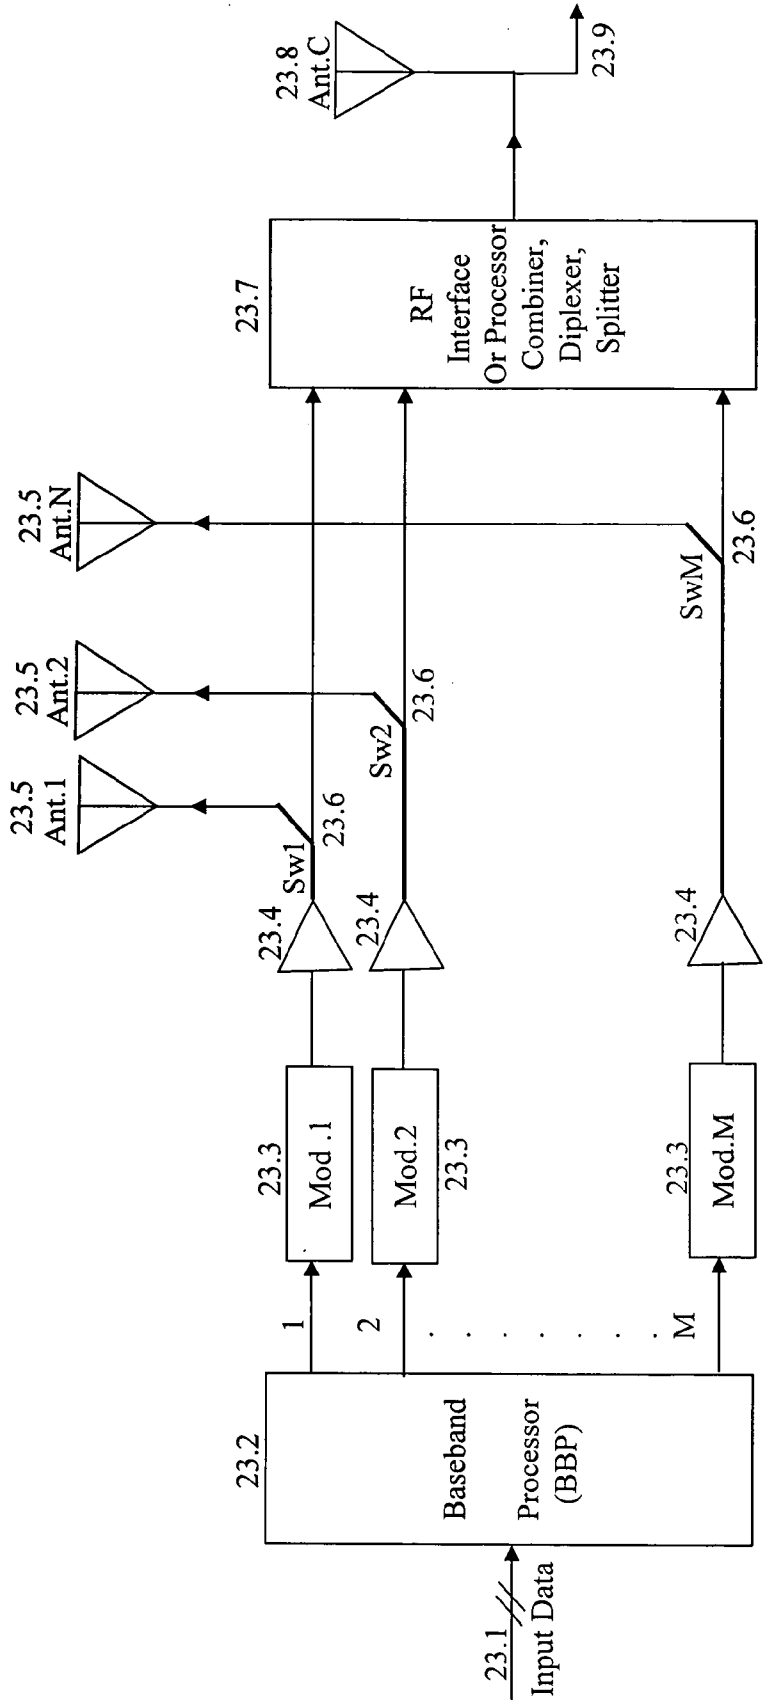 23.1
Input Data
23.2
Baseband
Processor
(BBP)
1
2
. . . . . . .
M
23.3
Mod .1
Mod.2
23.3
23.3
Mod.M
23.4
23.4
23.4
Sw1
23.6
Sw2
23.6
SwM
23.6
23.5
Ant.1
23.5
Ant.2
23.5
Ant.N
23.7
RF
Interface
Or Processor
Combiner,
Diplexer,
Splitter
23.8
Ant.C
23.9